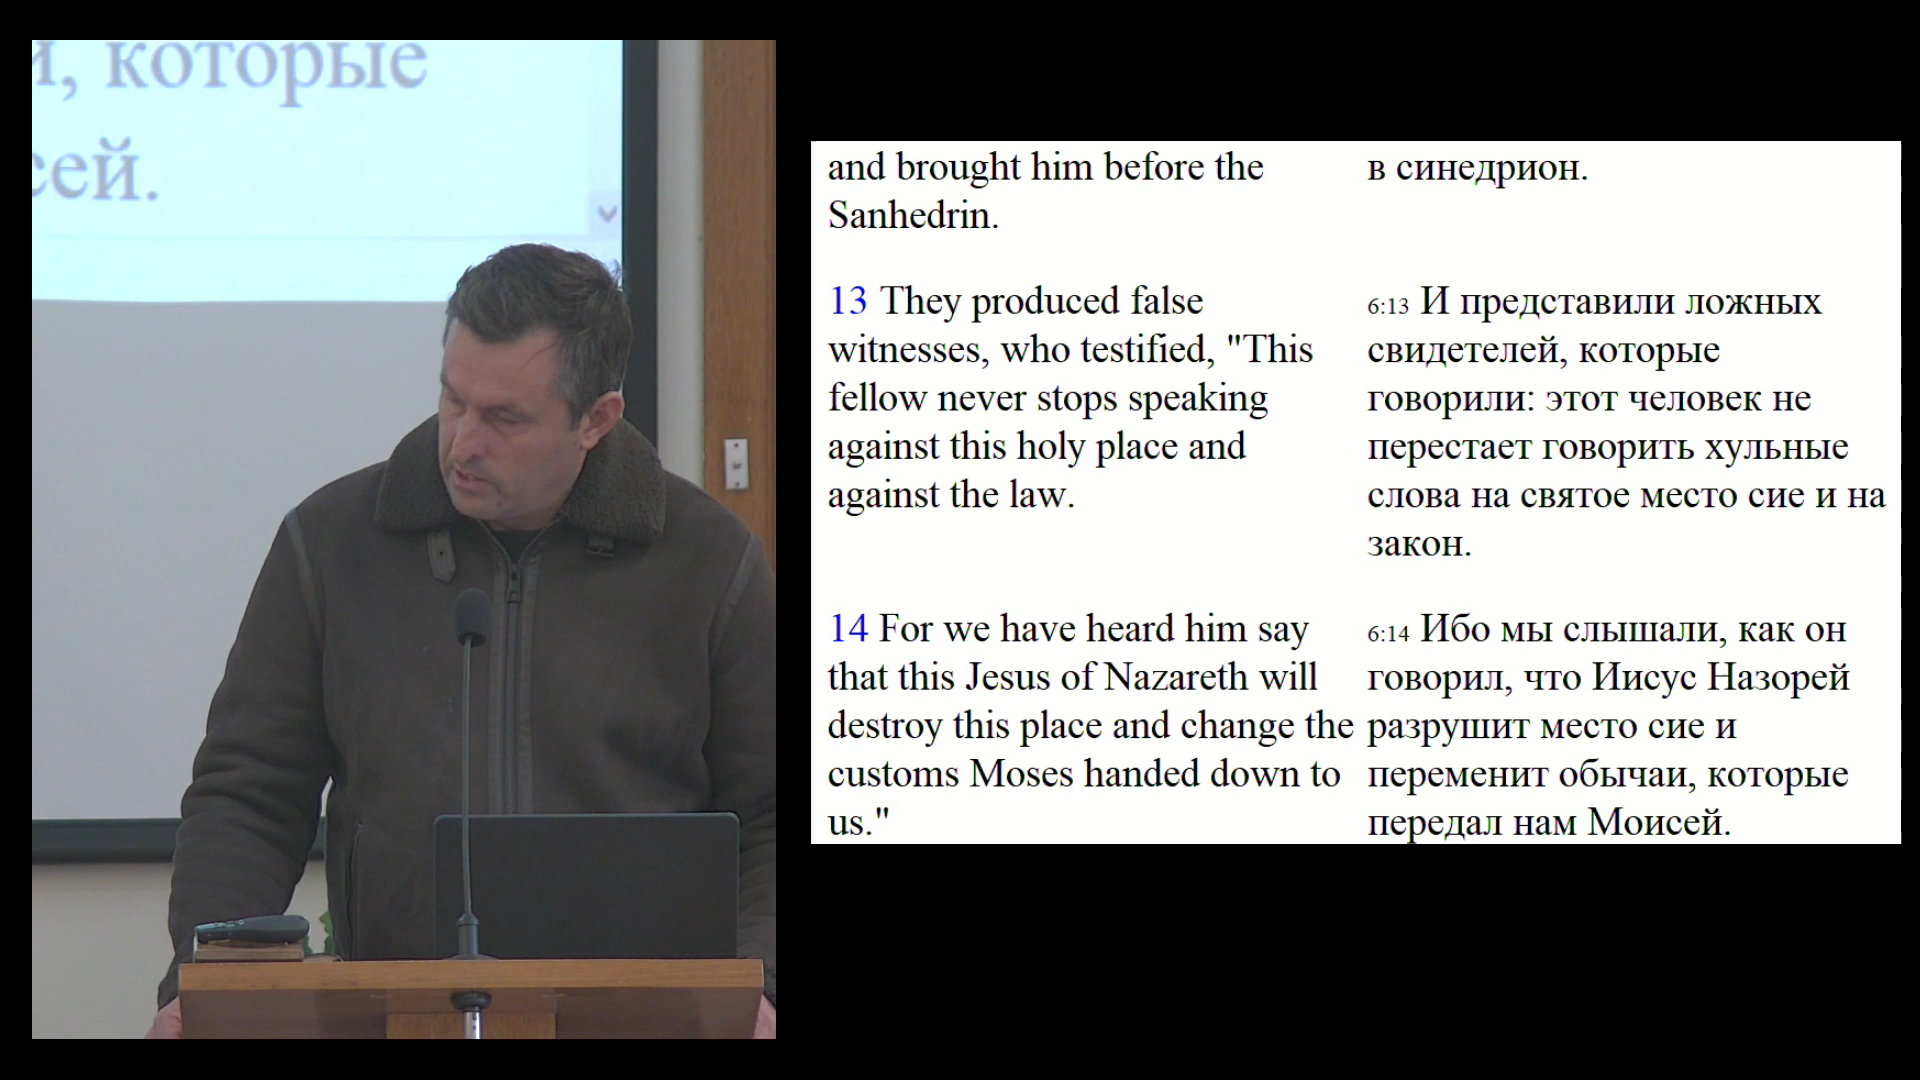 й, которые
сей.
and brought him before the
Sanhedrin.
13 They produced false
witnesses, who testified, "This
fellow never stops speaking
against this holy place and
against the law.
14 For we have heard him say
that this Jesus of Nazareth will
destroy this place and change the
customs Moses handed down to
us."
в синедрион.
6:13 И представили ложных
свидетелей, которые
говорили: этот человек не
перестает говорить хульные
слова на святое место сие и на
закон.
6:14 Ибо мы слышали, как он
говорил, что Иисус Назорей
разрушит место сие и
переменит обычаи, которые
передал нам Моисей.